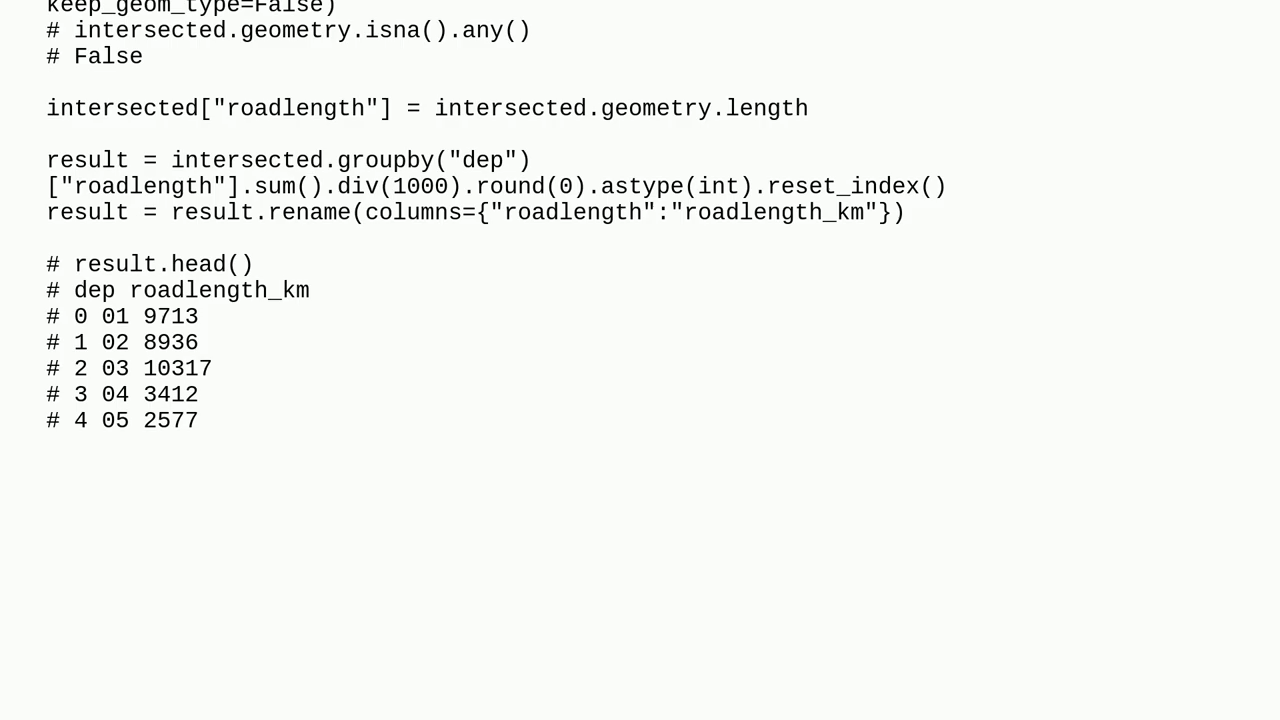 keep_geom_type=False)
# intersected.geometry.isna().any()
# False
intersected["roadlength"] = intersected.geometry.length
result = intersected.groupby("dep")
["roadlength"].sum().div(1000).round(0).astype(int).reset_index()
result = result.rename(columns={"roadlength":"roadlength_km"})
# result.head()
# dep roadlength_km
# 0 01 9713
# 1 02 8936
# 2 03 10317
# 3 04 3412
# 4 05 2577